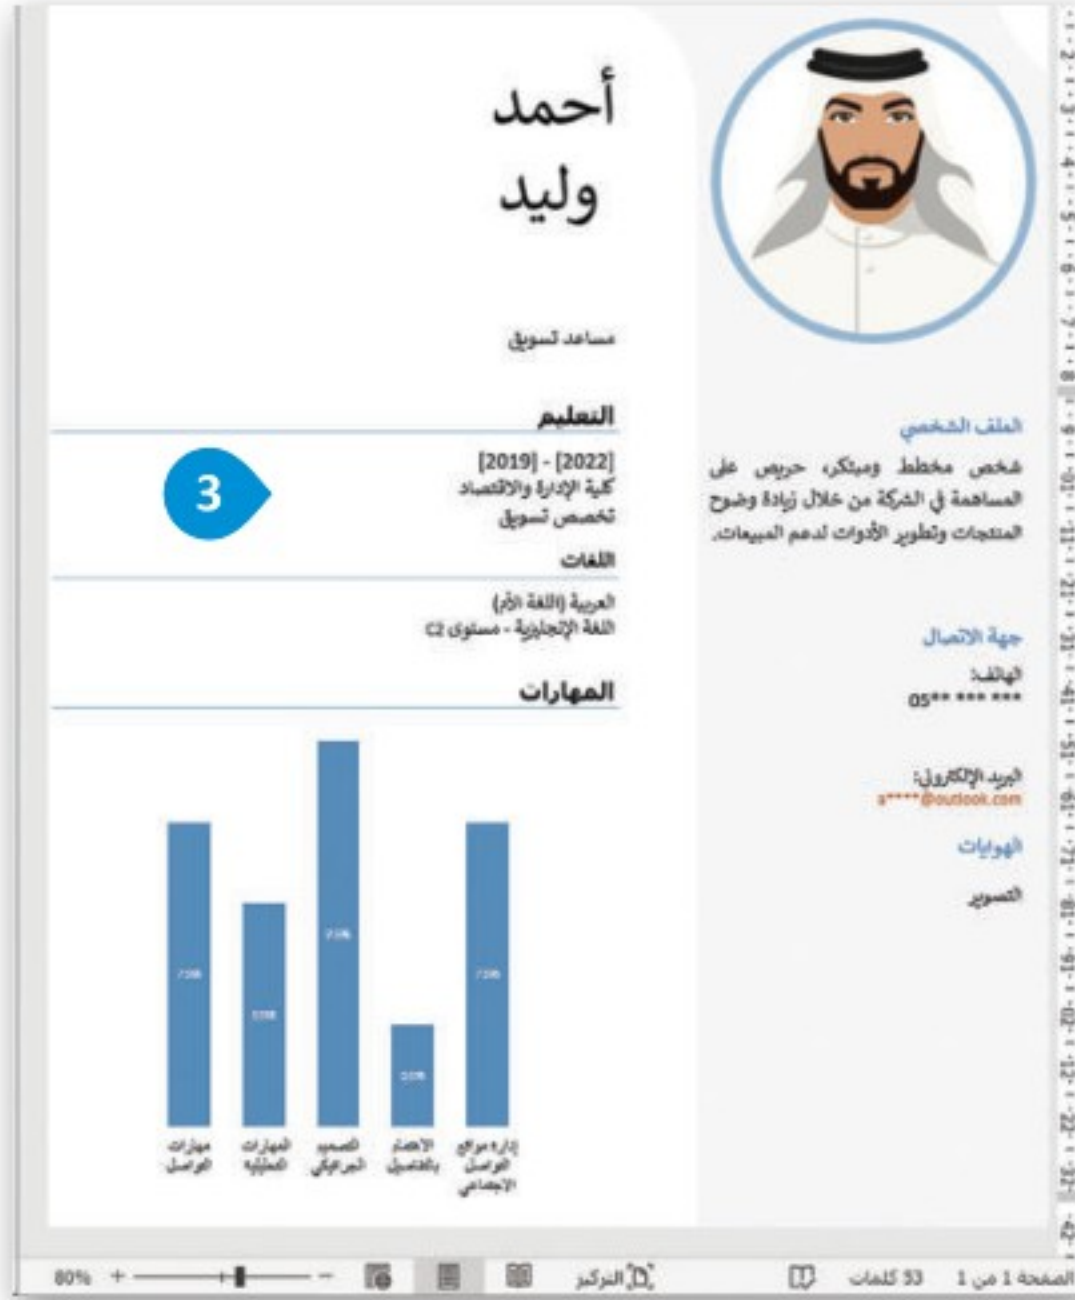 أحمد
وليد
مساعد تسويق
التعليم
[2019] - [2022]
كلية الإدارة والاقتصاد
تخصص تسويق
اللغات
العربية (اللغة الأم)
اللغة الإنجليزية - مستوى C2
المهارات
إدارة مواقع
التواصل
الاجتماعي
الاهتمام
بالتفاصيل
التصميم
الجرافيكي
المهارات
التحليلية
مهارات
التواصل
3
الملف الشخصي
شخص مخطط ومبتكر، حريص على
المساهمة في الشركة من خلال زيادة وضوح
المنتجات وتطوير الأدوات لدعم المبيعات.
جهة الاتصال
الهاتف:
05** *** ***
البريد الإلكتروني:
a****@outlook.com
الهوايات
التصوير
الصفحة 1 من 1
53 كلمات
التركيز
80%